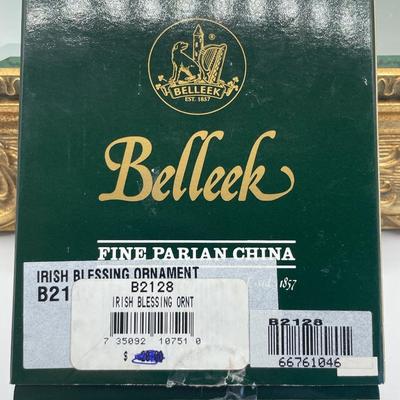 BELLEEK
EST. 1857
Belleek
FINE PARIAN CHINA
1857
IRISH BLESSING ORNAMENT
B21
B2128
IRISH BLESSING ORNT
7 35092 10751 0
$
B2128
66761046